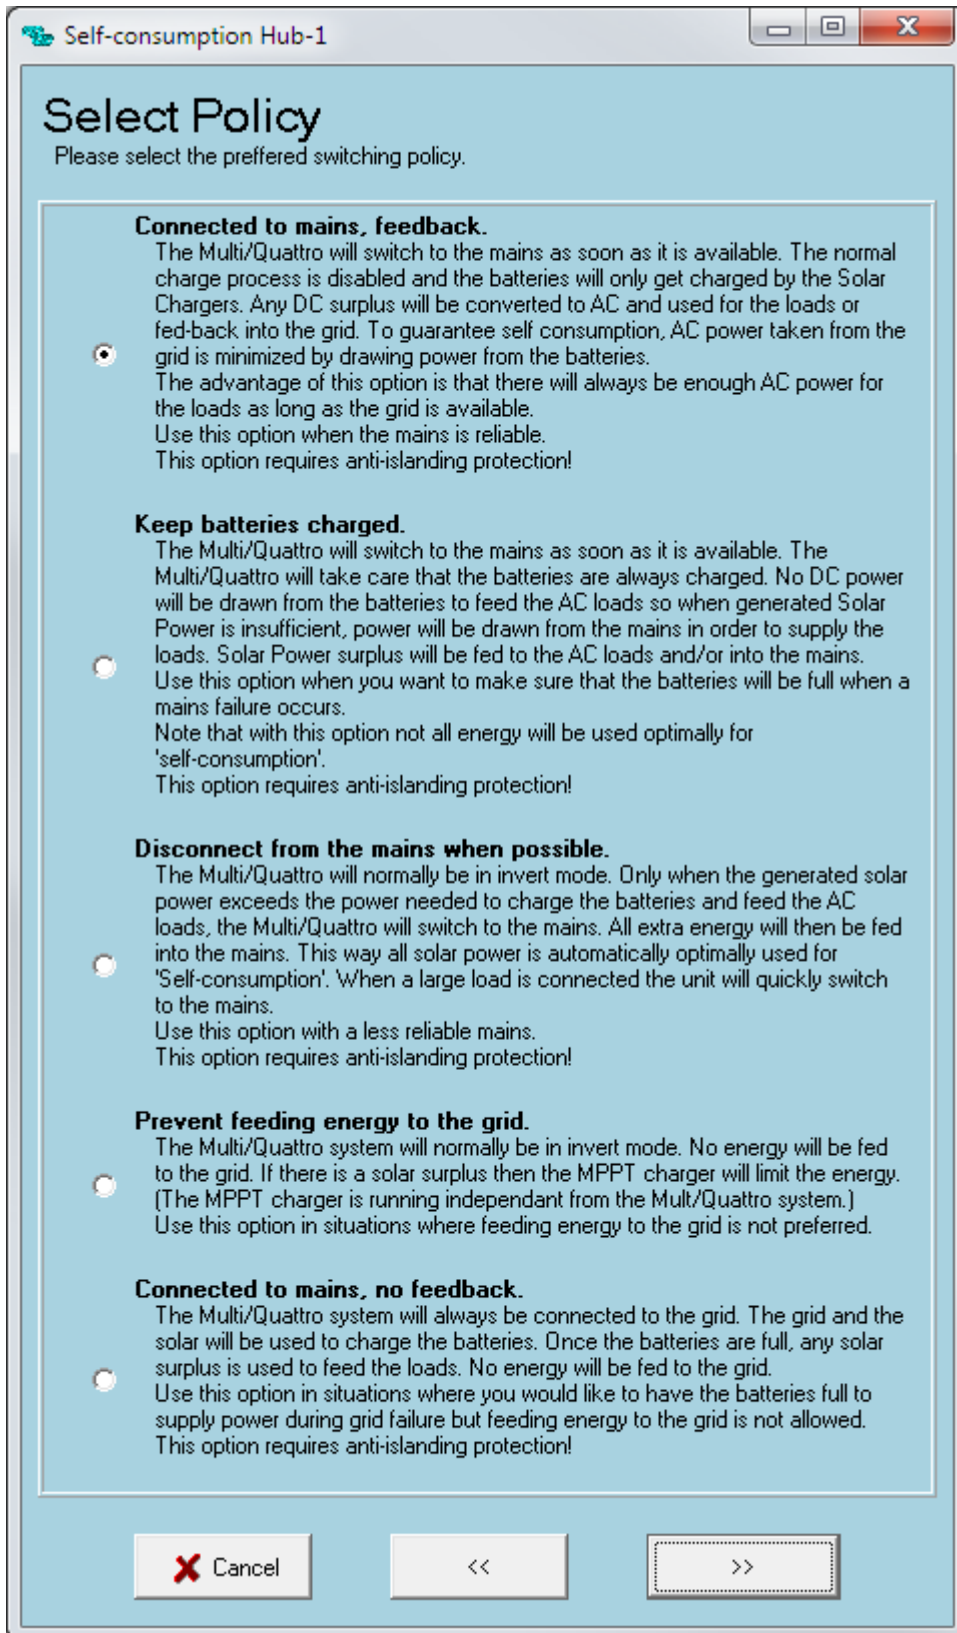 Self-consumption Hub-1
Select Policy
Please select the preffered switching policy.
Connected to mains, feedback.
The Multi/Quattro will switch to the mains as soon as it is available. The normal
charge process is disabled and the batteries will only get charged by the Solar
Chargers. Any DC surplus will be converted to AC and used for the loads or
fed-back into the grid. To guarantee self consumption, AC power taken from the
grid is minimized by drawing power from the batteries.
The advantage of this option is that there will always be enough AC power for
the loads as long as the grid is available.
Use this option when the mains is reliable.
This option requires anti-islanding protection!
Keep batteries charged.
The Multi/Quattro will switch to the mains as soon as it is available. The
Multi/Quattro will take care that the batteries are always charged. No DC power
will be drawn from the batteries to feed the AC loads so when generated Solar
Power is insufficient, power will be drawn from the mains in order to supply the
loads. Solar Power surplus will be fed to the AC loads and/or into the mains.
Use this option when you want to make sure that the batteries will be full when a
mains failure occurs.
Note that with this option not all energy will be used optimally for
'self-consumption'.
This option requires anti-islanding protection!
Disconnect from the mains when possible.
The Multi/Quattro will normally be in invert mode. Only when the generated solar
power exceeds the power needed to charge the batteries and feed the AC
loads, the Multi/Quattro will switch to the mains. All extra energy will then be fed
into the mains. This way all solar power is automatically optimally used for
'Self-consumption'. When a large load is connected the unit will quickly switch
to the mains.
Use this option with a less reliable mains.
This option requires anti-islanding protection!
Prevent feeding energy to the grid.
The Multi/Quattro system will normally be in invert mode. No energy will be fed
to the grid. If there is a solar surplus then the MPPT charger will limit the energy.
(The MPPT charger is running independant from the Mult/Quattro system.)
Use this option in situations where feeding energy to the grid is not preferred.
Connected to mains, no feedback.
The Multi/Quattro system will always be connected to the grid. The grid and the
solar will be used to charge the batteries. Once the batteries are full, any solar
surplus is used to feed the loads. No energy will be fed to the grid.
Use this option in situations where you would like to have the batteries full to
supply power during grid failure but feeding energy to the grid is not allowed.
This option requires anti-islanding protection!
Cancel << >>